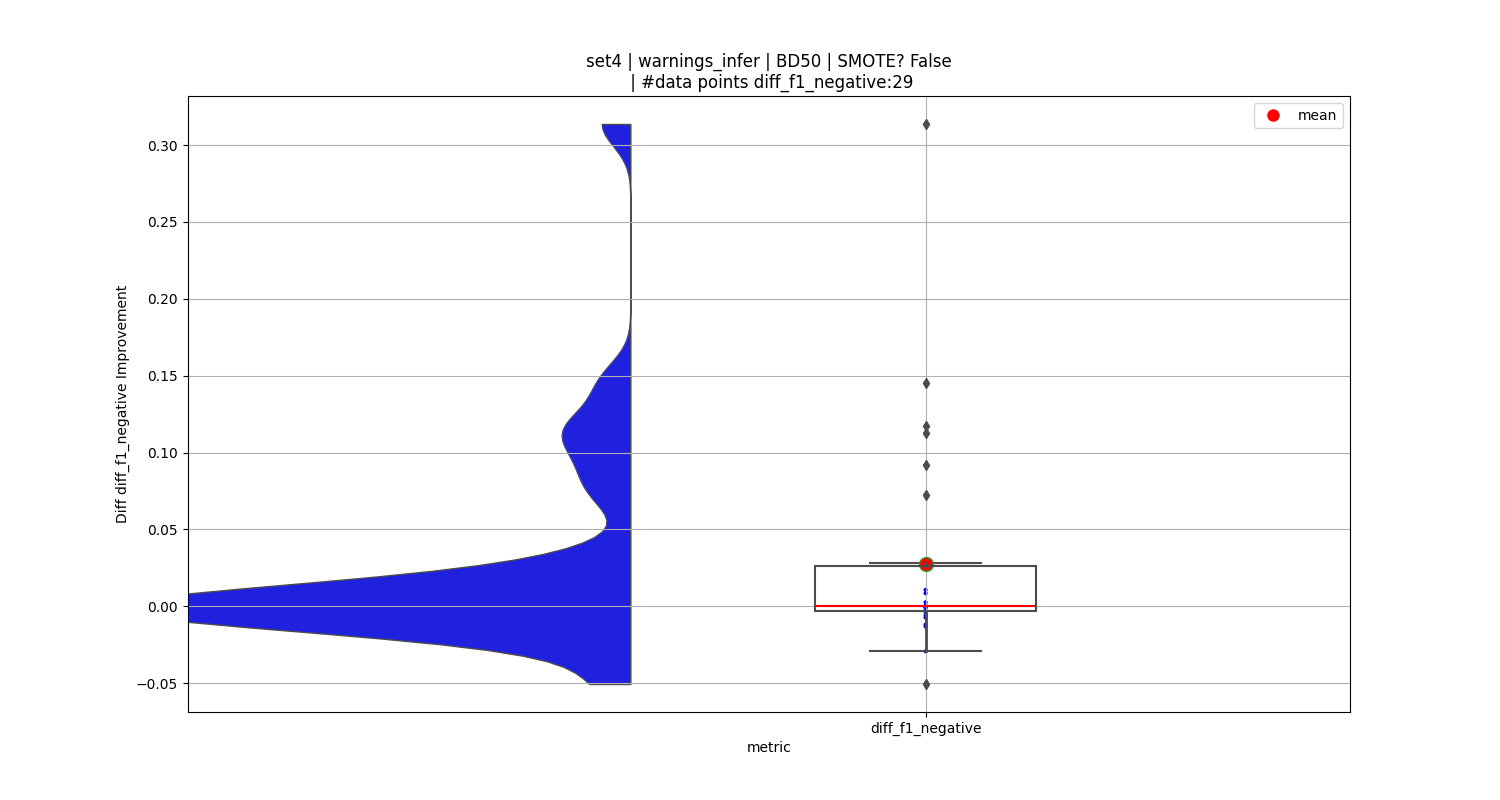 set4 | warnings_infer | BD50 | SMOTE? False
| #data points diff_f1_negative:29
mean
0.30
0.25
0.20
0.15
0.10
0.05
0.00
−0.05
Diff diff_f1_negative Improvement
diff_f1_negative
metric